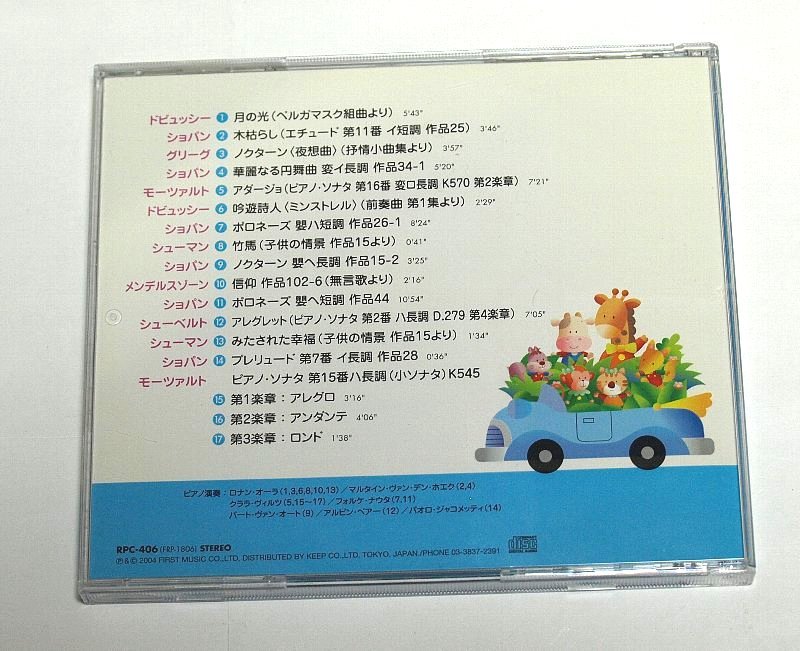 ドビュッシー 1 月の光(ベルガマスク組曲より) 5'43"
ショパン 2 木枯らし(エチュード 第11番 イ短調 作品25) 3'46"
グリーグ 3 ノクターン〈夜想曲〉(抒情小曲集より) 3'57"
ショパン 4 華麗なる円舞曲 変イ長調 作品34-1 5'20"
モーツァルト 5 アダージョ(ピアノ・ソナタ 第16番 変ロ長調 K570 第2楽章) 7'21"
ドビュッシー 6 吟遊詩人〈ミンストレル〉(前奏曲 第1集より) 2'29"
ショパン 7 ポロネーズ 嬰ハ短調 作品26-1 8'24"
シューマン 8 竹馬(子供の情景 作品15より) 0'41"
ショパン 9 ノクターン 嬰ヘ長調 作品15-2 3'25"
メンデルスゾーン 10 信仰 作品102-6(無言歌より) 2'16"
ショパン 11 ポロネーズ 嬰ヘ短調 作品44 10'54"
シューベルト 12 アレグレット(ピアノ・ソナタ 第2番 ハ長調 D.279 第4楽章) 7'05"
シューマン 13 みたされた幸福(子供の情景 作品15より) 1'34"
ショパン 14 プレリュード 第7番 イ長調 作品28 0'36"
モーツァルト ピアノ・ソナタ 第15番ハ長調(小ソナタ)K545
15 第1楽章:アレグロ 3'16"
16 第2楽章:アンダンテ 4'06"
17 第3楽章:ロンド 1'38"
ピアノ演奏:ロナン・オーラ(1,3,6,8,10,13)/マルタイン・ヴァン・デン・ホエク(2,4)
クララ・ヴィルツ(5,15〜17)/フォルケ・ナウタ(7,11)
バート・ヴァン・オート(9)/アルビン・ベアー(12)/パオロ・ジャコメッティ(14)
RPC-406 (FRP-1806) STEREO
℗&© 2004 FIRST MUSIC CO.,LTD, DISTRIBUTED BY KEEP CO.,LTD, TOKYO, JAPAN./PHONE 03-3837-2391
COMPACT disc DIGITAL AUDIO